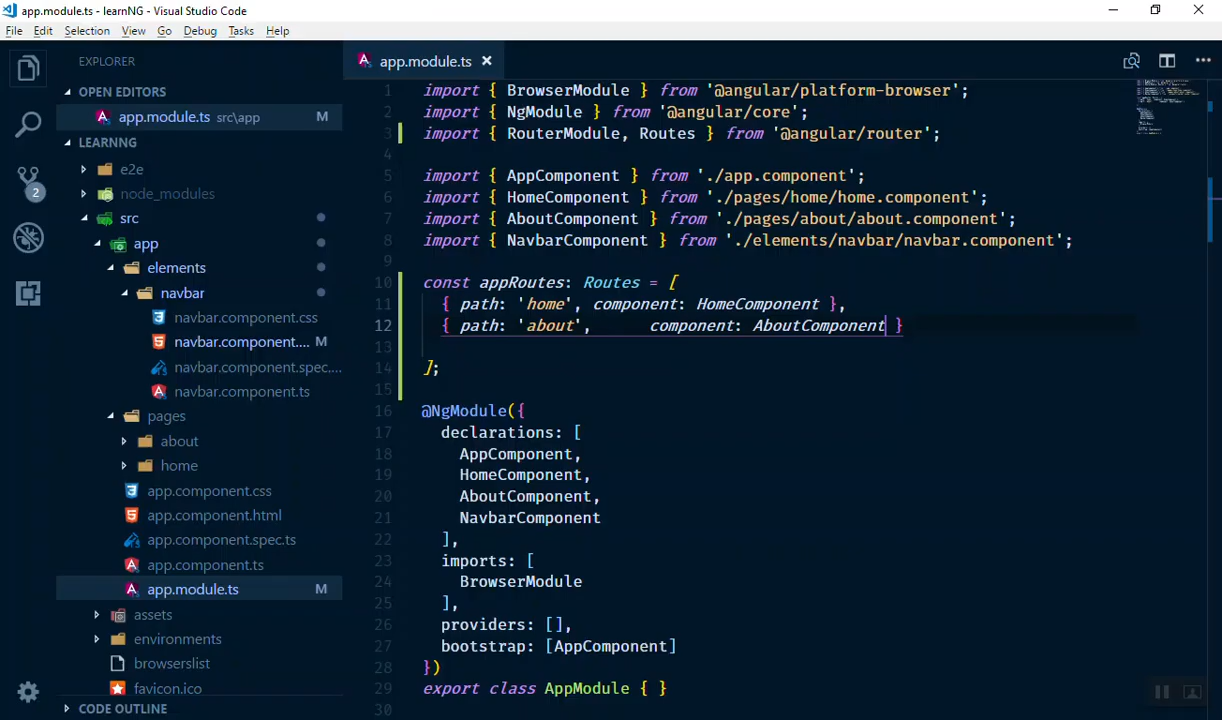 app.module.ts - learnNG - Visual Studio Code
File Edit Selection View Go Debug Tasks Help
EXPLORER
OPEN EDITORS
app.module.ts src\app M
LEARNNG
e2e
node_modules
src
app
elements
navbar
navbar.component.css
navbar.component.... M
navbar.component.spec....
navbar.component.ts
pages
about
home
app.component.css
app.component.html
app.component.spec.ts
app.component.ts
app.module.ts M
assets
environments
browserslist
favicon.ico
CODE OUTLINE
2
app.module.ts
1 import { BrowserModule } from '@angular/platform-browser';
2 import { NgModule } from '@angular/core';
3 import { RouterModule, Routes } from '@angular/router';
4
5 import { AppComponent } from './app.component';
6 import { HomeComponent } from './pages/home/home.component';
7 import { AboutComponent } from './pages/about/about.component';
8 import { NavbarComponent } from './elements/navbar/navbar.component';
9
10 const appRoutes: Routes = [
11 { path: 'home', component: HomeComponent },
12 { path: 'about',      component: AboutComponent }
13
14 ];
15
16 @NgModule({
17 declarations: [
18 AppComponent,
19 HomeComponent,
20 AboutComponent,
21 NavbarComponent
22 ],
23 imports: [
24 BrowserModule
25 ],
26 providers: [],
27 bootstrap: [AppComponent]
28 })
29 export class AppModule { }
30